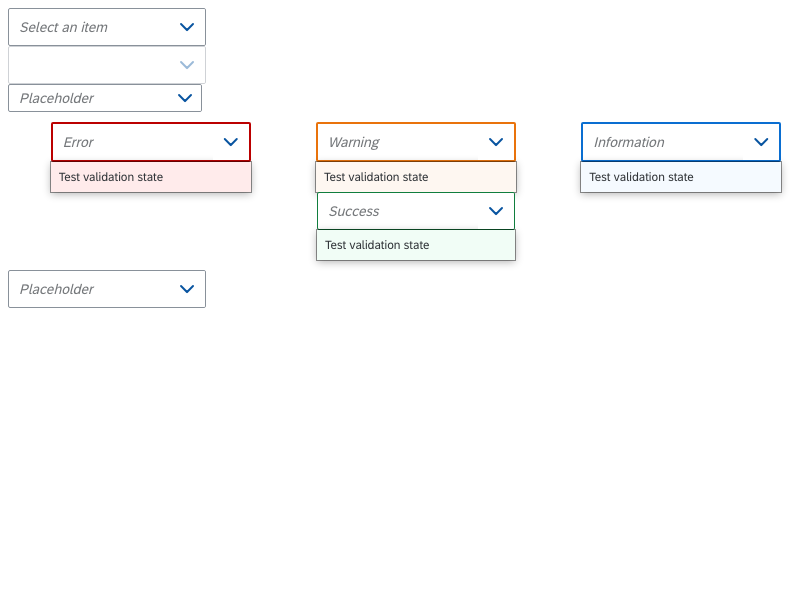 Select an item
Placeholder
Error
Warning
Information
Test validation state
Test validation state
Test validation state
Success
Test validation state
Placeholder